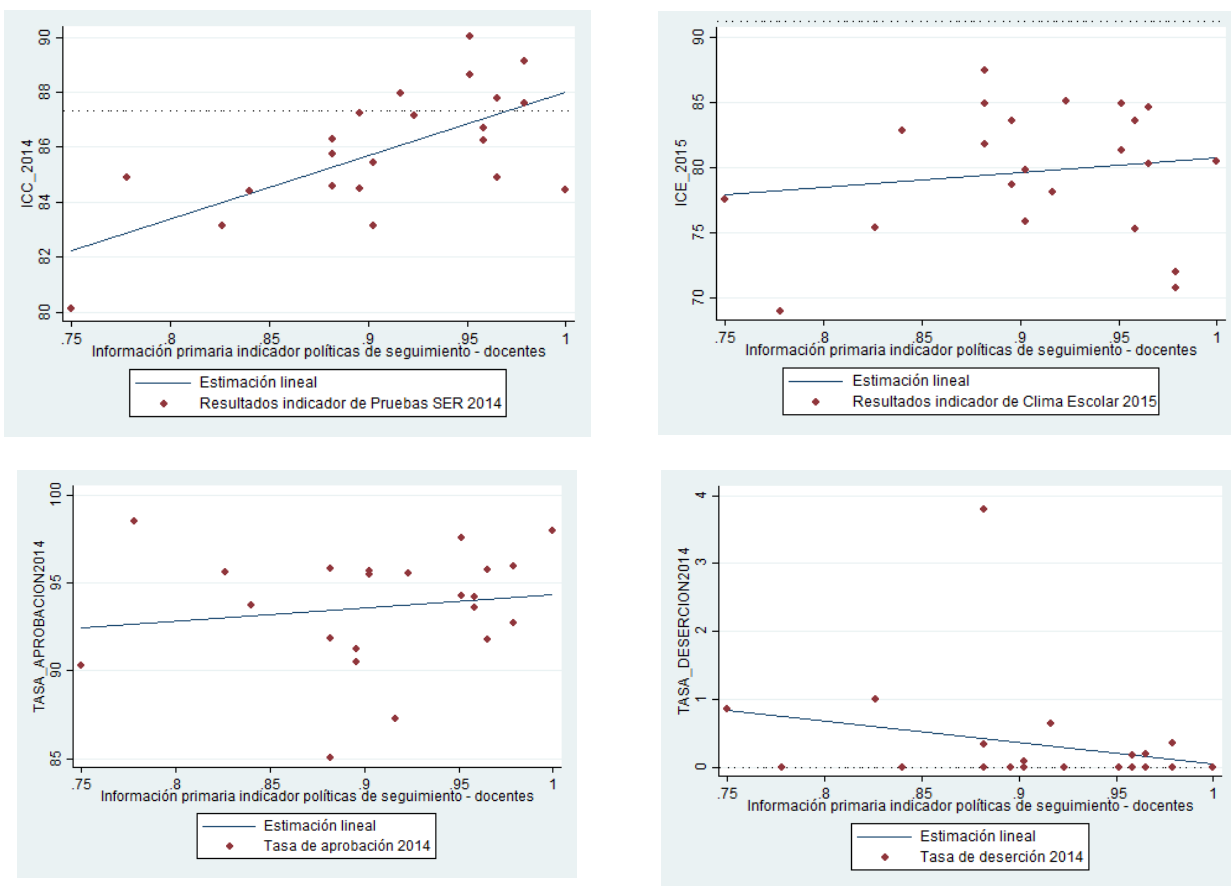 ICC_2014
90
88
86
84
82
80
.75 .8 .85 .9 .95 1
Información primaria indicador políticas de seguimiento - docentes
Estimación lineal
Resultados indicador de Pruebas SER 2014
ICE_2015
90
85
80
75
70
.75 .8 .85 .9 .95 1
Información primaria indicador políticas de seguimiento - docentes
Estimación lineal
Resultados indicador de Clima Escolar 2015
TASA_APROBACION2014
100
95
90
85
.75 .8 .85 .9 .95 1
Información primaria indicador políticas de seguimiento - docentes
Estimación lineal
Tasa de aprobación 2014
TASA_DESERCION2014
4
3
2
1
0
.75 .8 .85 .9 .95 1
Información primaria indicador políticas de seguimiento - docentes
Estimación lineal
Tasa de deserción 2014